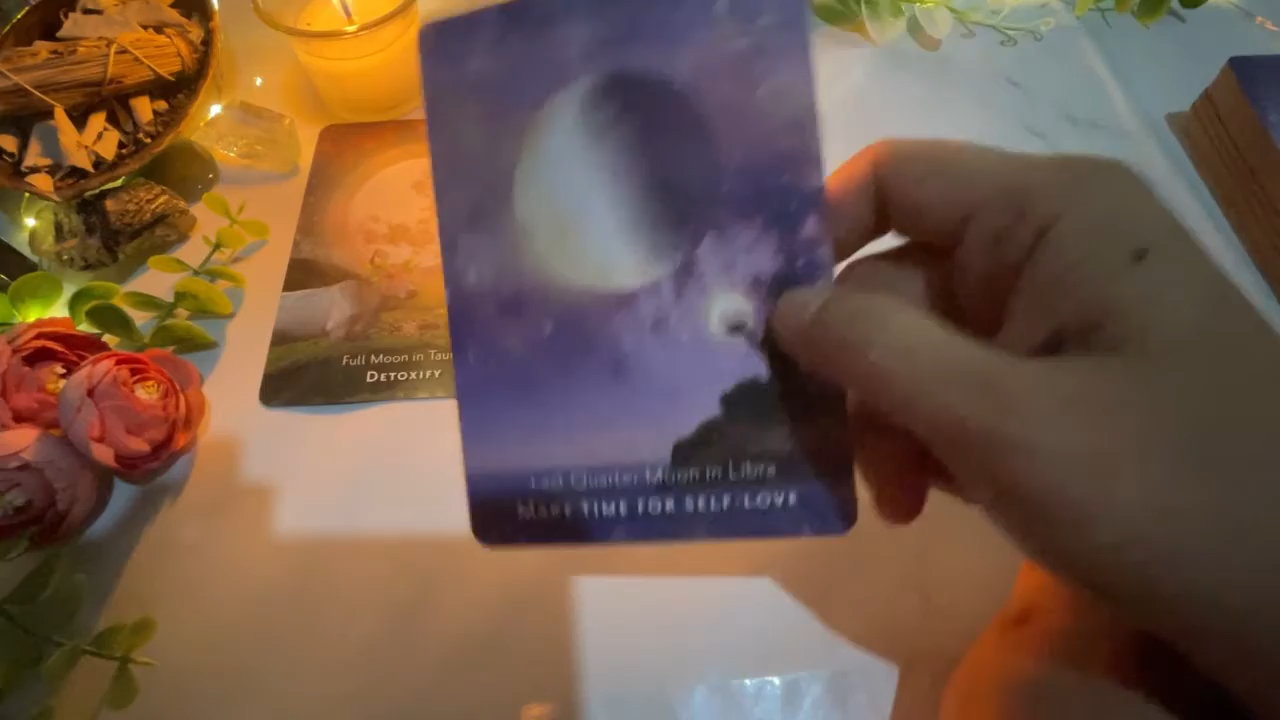 Full Moon in Tau
DETOXIFY
Last Quarter Moon in Libra
MAKE TIME FOR SELF-LOVE